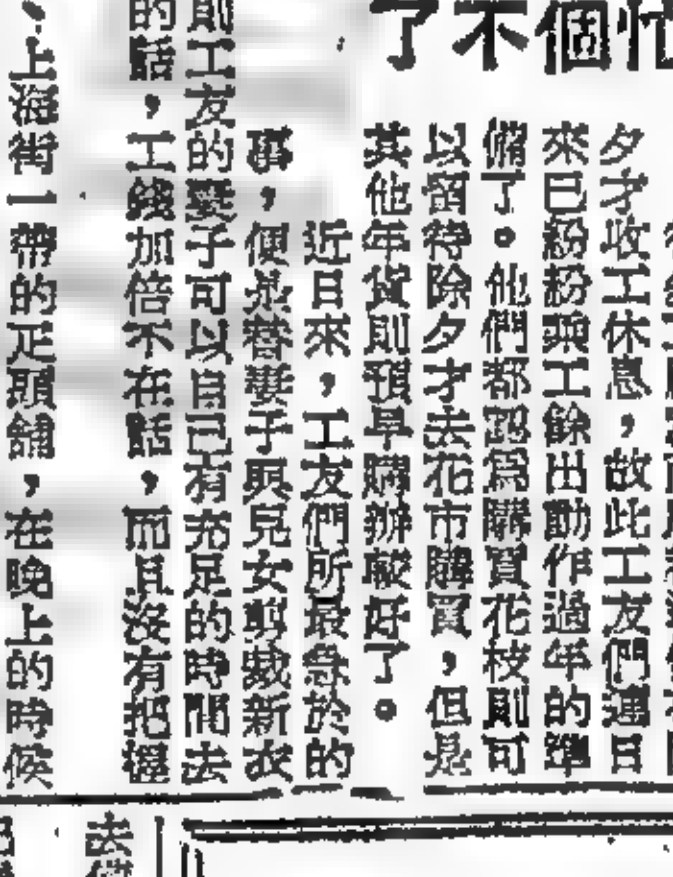 忙個不了
夕才收工休息，故此工友們連日
來已紛紛乘工餘出動作過年的準
備了。他們都認爲購買花枝則可
以留待除夕才去花市購買，但是
其他年貨則預早購辦較好了。
近日來，工友們所最急於的
事，便是替妻子與兒女剪裁新衣
則工友的妻子可以自己有充足的時間去
的話，工錢加倍不在話，而且沒有把握
、上海街一帶的疋頭舖，在晚上的時候
去